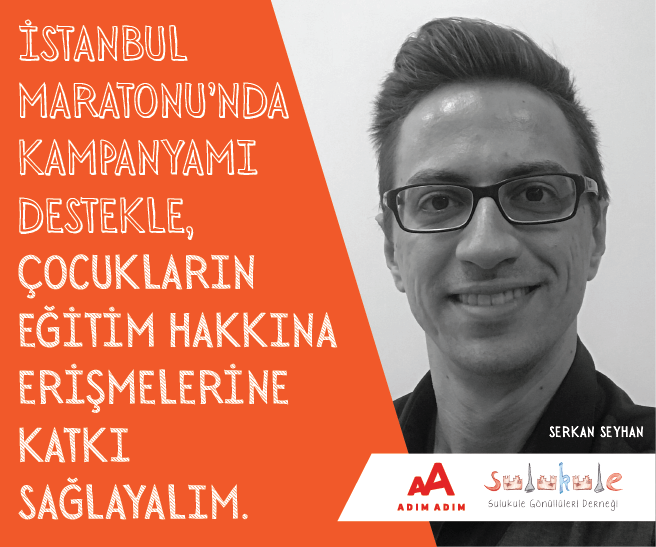 İSTANBUL
MARATONU'NDA
KAMPANYAMI
DESTEKLE,
ÇOCUKLARIN
EĞİTİM HAKKINA
ERİŞMELERİNE
KATKI
SAĞLAYALIM.
SERKAN SEYHAN
AA
ADIM ADIM
Sulukule
Sulukule Gönüllüleri Derneği